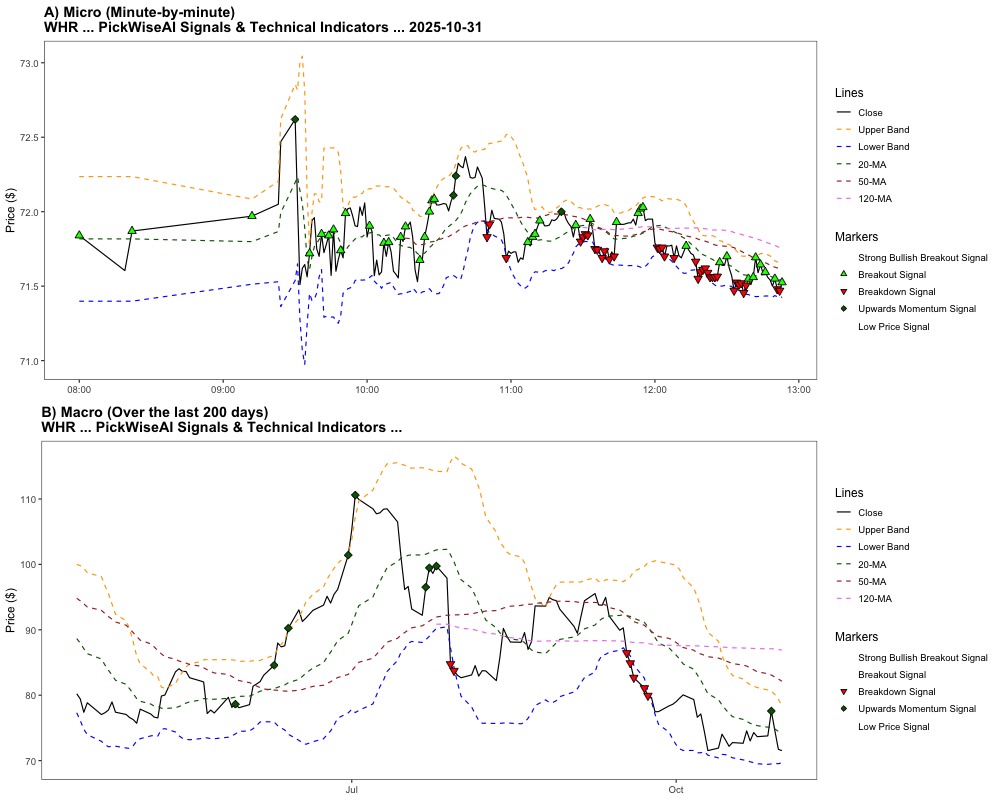 A) Micro (Minute-by-minute)
WHR ... PickWiseAI Signals & Technical Indicators ... 2025-10-31
Price ($)
73.0
72.5
72.0
71.5
71.0
08:00 09:00 10:00 11:00 12:00 13:00
Lines
Close
Upper Band
Lower Band
20-MA
50-MA
120-MA
Markers
Strong Bullish Breakout Signal
Breakout Signal
Breakdown Signal
Upwards Momentum Signal
Low Price Signal
B) Macro (Over the last 200 days)
WHR ... PickWiseAI Signals & Technical Indicators ...
Price ($)
110
100
90
80
70
Jul Oct
Lines
Close
Upper Band
Lower Band
20-MA
50-MA
120-MA
Markers
Strong Bullish Breakout Signal
Breakout Signal
Breakdown Signal
Upwards Momentum Signal
Low Price Signal